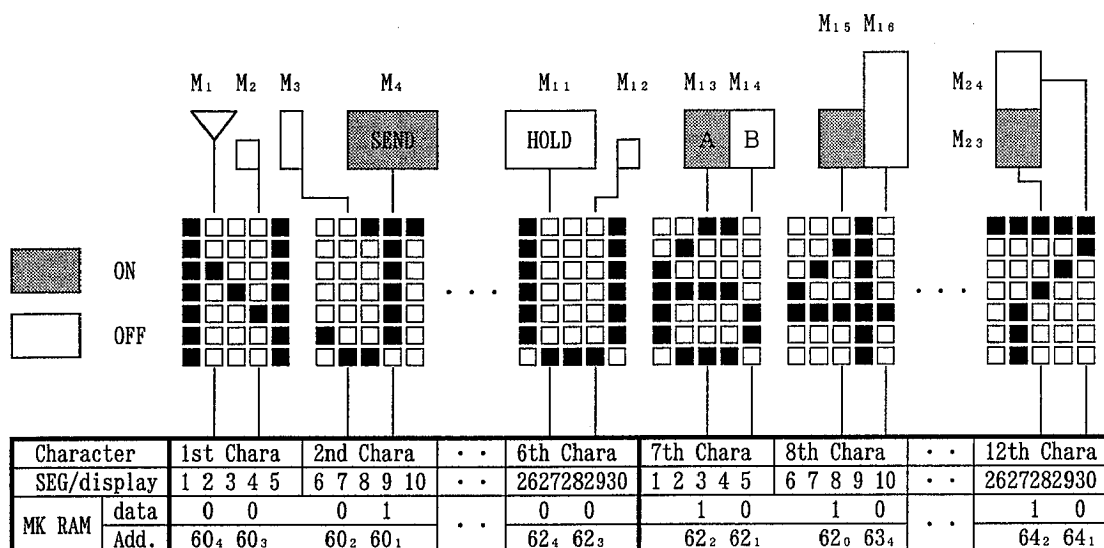 M₁₅ M₁₆
M₁ M₂ M₃ M₄ M₁₁ M₁₂ M₁₃ M₁₄ M₂₄
SEND HOLD A B M₂₃
ON
. . . . . .
OFF
Character 1st Chara 2nd Chara . . 6th Chara 7th Chara 8th Chara . . 12th Chara
SEG/display 1 2 3 4 5 6 7 8 9 10 . . 2627282930 1 2 3 4 5 6 7 8 9 10 . . 2627282930
MK RAM data 0 0 0 1 . . 0 0 1 0 1 0 . . 1 0
Add. 60₄ 60₃ 60₂ 60₁ 62₄ 62₃ 62₂ 62₁ 62₀ 63₄ 64₂ 64₁